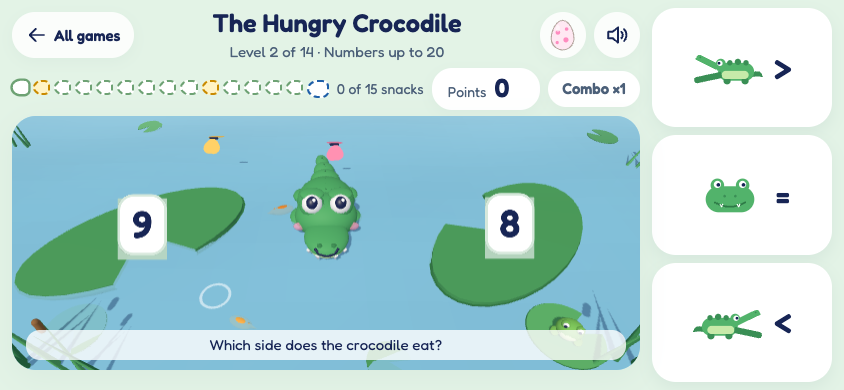 All games
The Hungry Crocodile
Level 2 of 14 · Numbers up to 20
0 of 15 snacks
Points 0
Combo ×1
9
8
Which side does the crocodile eat?
>
=
<